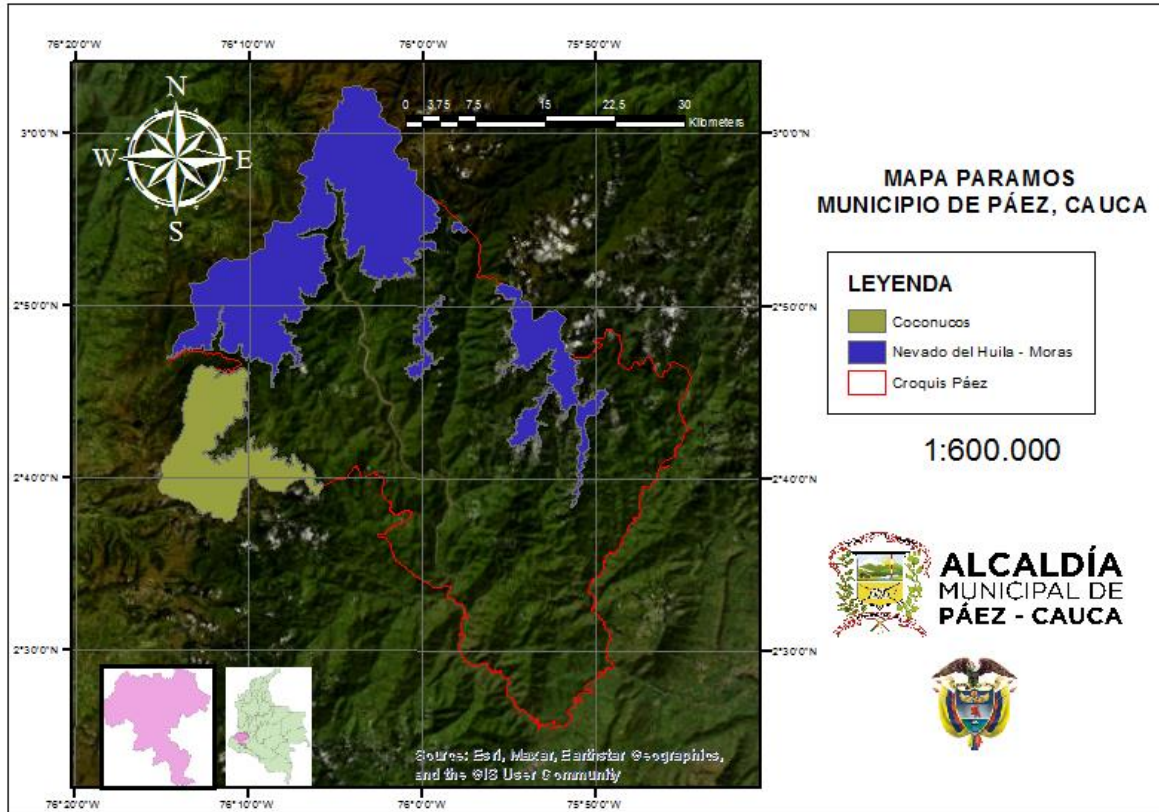 76°20'0"W 76°10'0"W 76°0'0"W 75°50'0"W
N
W E
S
0 3,75 7,5 15 22,5 30
Kilometers
3°0'0"N 3°0'0"N
2°50'0"N 2°50'0"N
2°40'0"N 2°40'0"N
2°30'0"N 2°30'0"N
Source: Esri, Maxar, Earthstar Geographics,
and the GIS User Community
76°20'0"W 76°10'0"W 76°0'0"W 75°50'0"W
MAPA PARAMOS
MUNICIPIO DE PÁEZ, CAUCA
LEYENDA
Coconucos
Nevado del Huila - Moras
Croquis Páez
1:600.000
ALCALDÍA
MUNICIPAL DE
PÁEZ - CAUCA